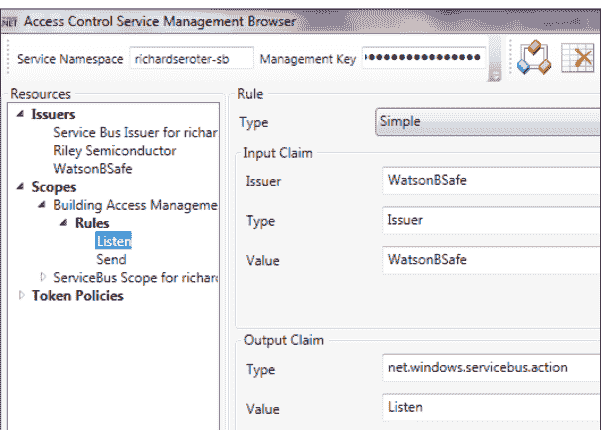 .NET Access Control Service Management Browser
Service Namespace richardseroter-sb Management Key
Resources
Issuers
Service Bus Issuer for richar
Riley Semiconductor
WatsonBSafe
Scopes
Building Access Manageme
Rules
Listen
Send
ServiceBus Scope for richar
Token Policies
Rule
Type Simple
Input Claim
Issuer WatsonBSafe
Type Issuer
Value WatsonBSafe
Output Claim
Type net.windows.servicebus.action
Value Listen